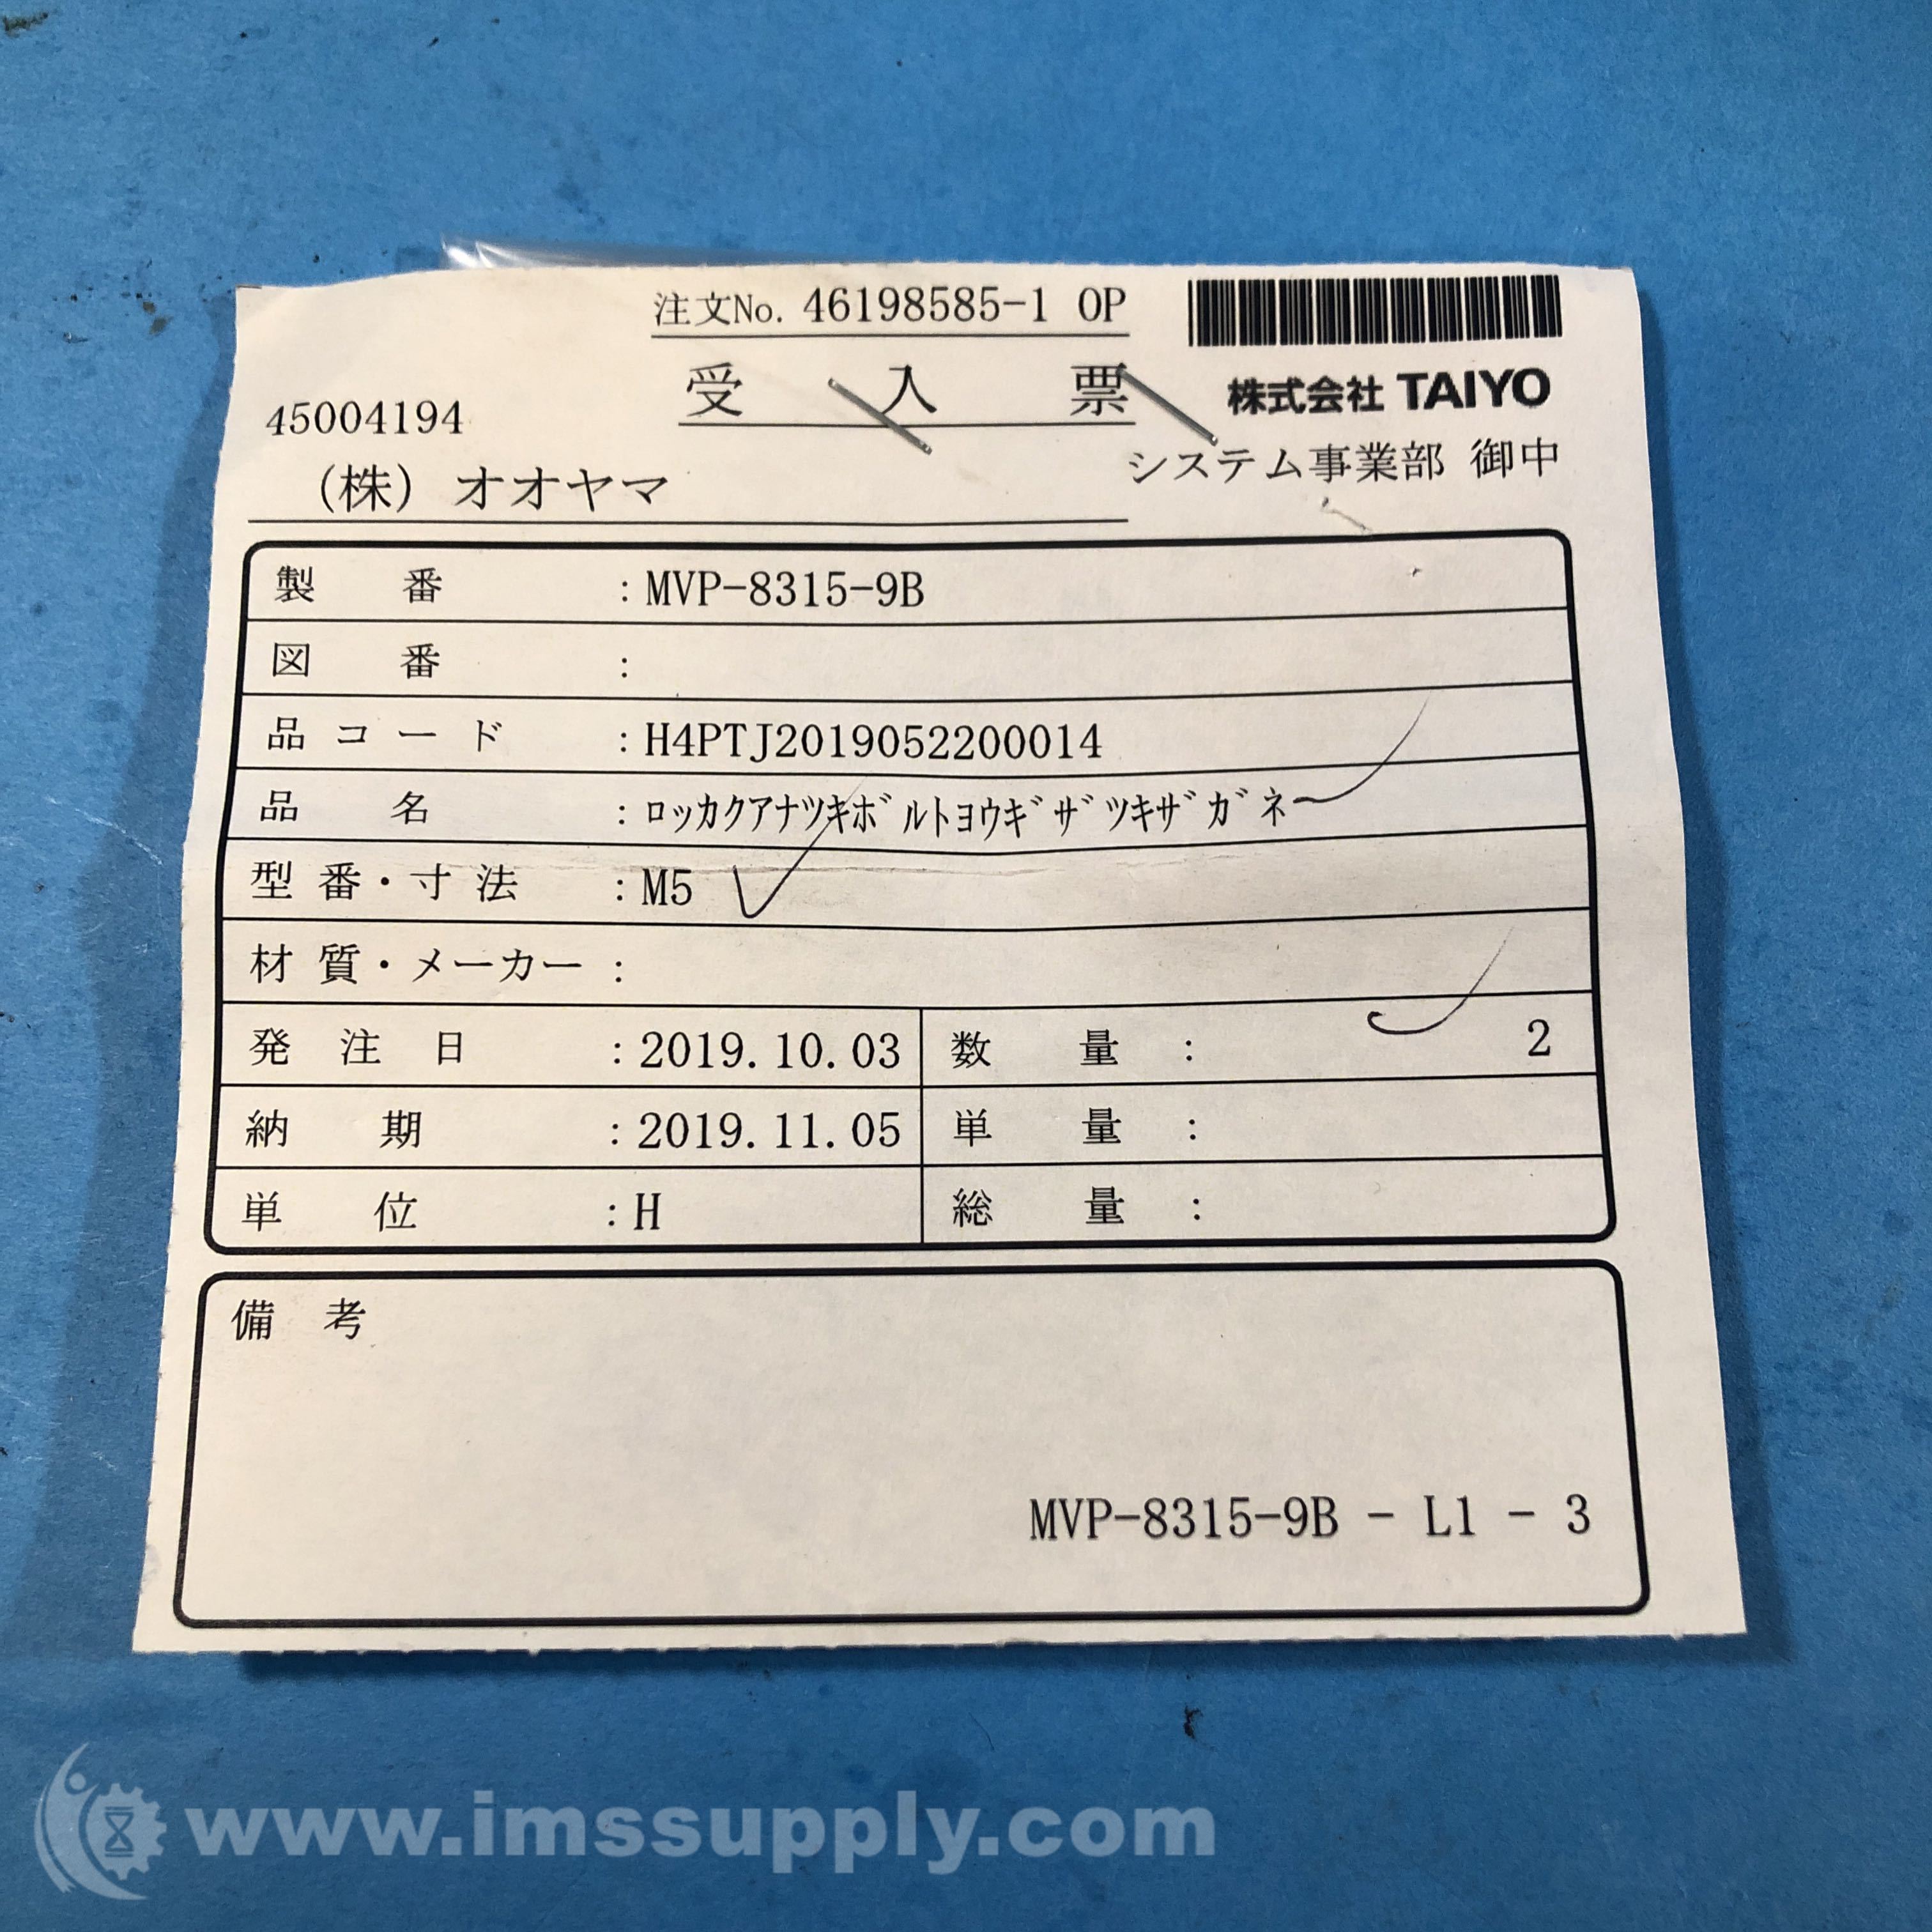 注文No. 46198585-1 OP
受入票
株式会社 TAIYO
45004194
システム事業部 御中
(株) オオヤマ
製番 : MVP-8315-9B
図番 :
品コード : H4PTJ2019052200014
品名 : ﾛｯｶｸｱﾅﾂｷﾎﾞﾙﾄﾖｳｷﾞｻﾞﾂｷｻﾞｶﾞﾈ
型番・寸法 : M5
材質・メーカー :
発注日 : 2019.10.03 数量 : 2
納期 : 2019.11.05 単量 :
単位 : H 総量 :
備考
MVP-8315-9B - L1 - 3
www.imssupply.com